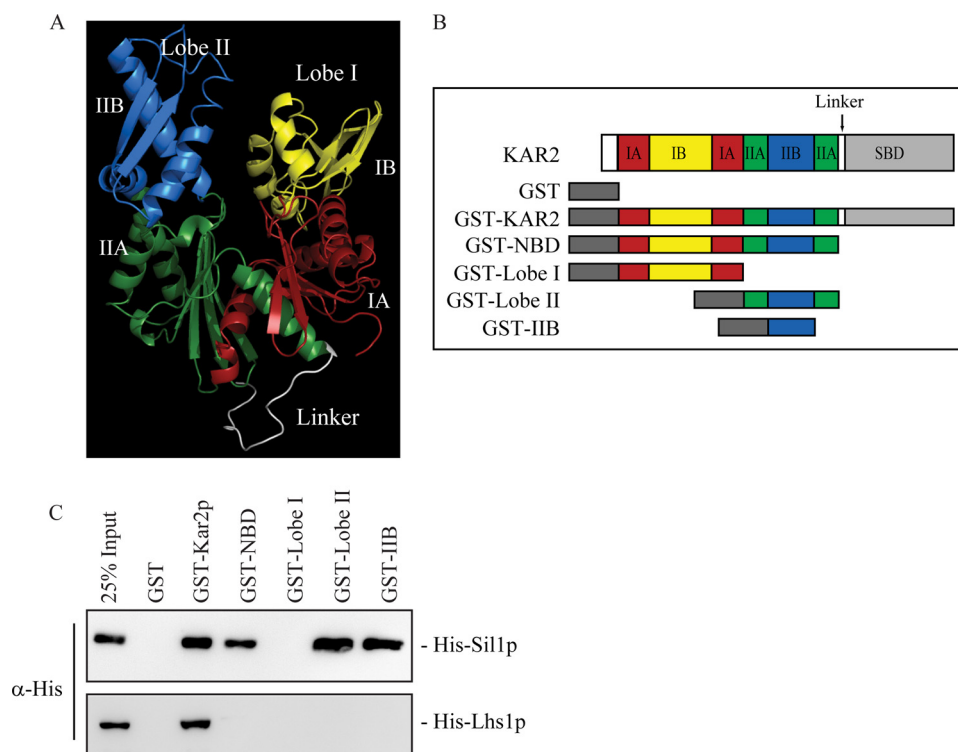 A
Lobe II
Lobe I
IIB
IB
IIA
IA
Linker
B
Linker
KAR2
IA IB IA IIA IIB IIA SBD
GST
GST-KAR2
GST-NBD
GST-Lobe I
GST-Lobe II
GST-IIB
C
25% Input
GST
GST-Kar2p
GST-NBD
GST-Lobe I
GST-Lobe II
GST-IIB
α-His
- His-Sil1p
- His-Lhs1p